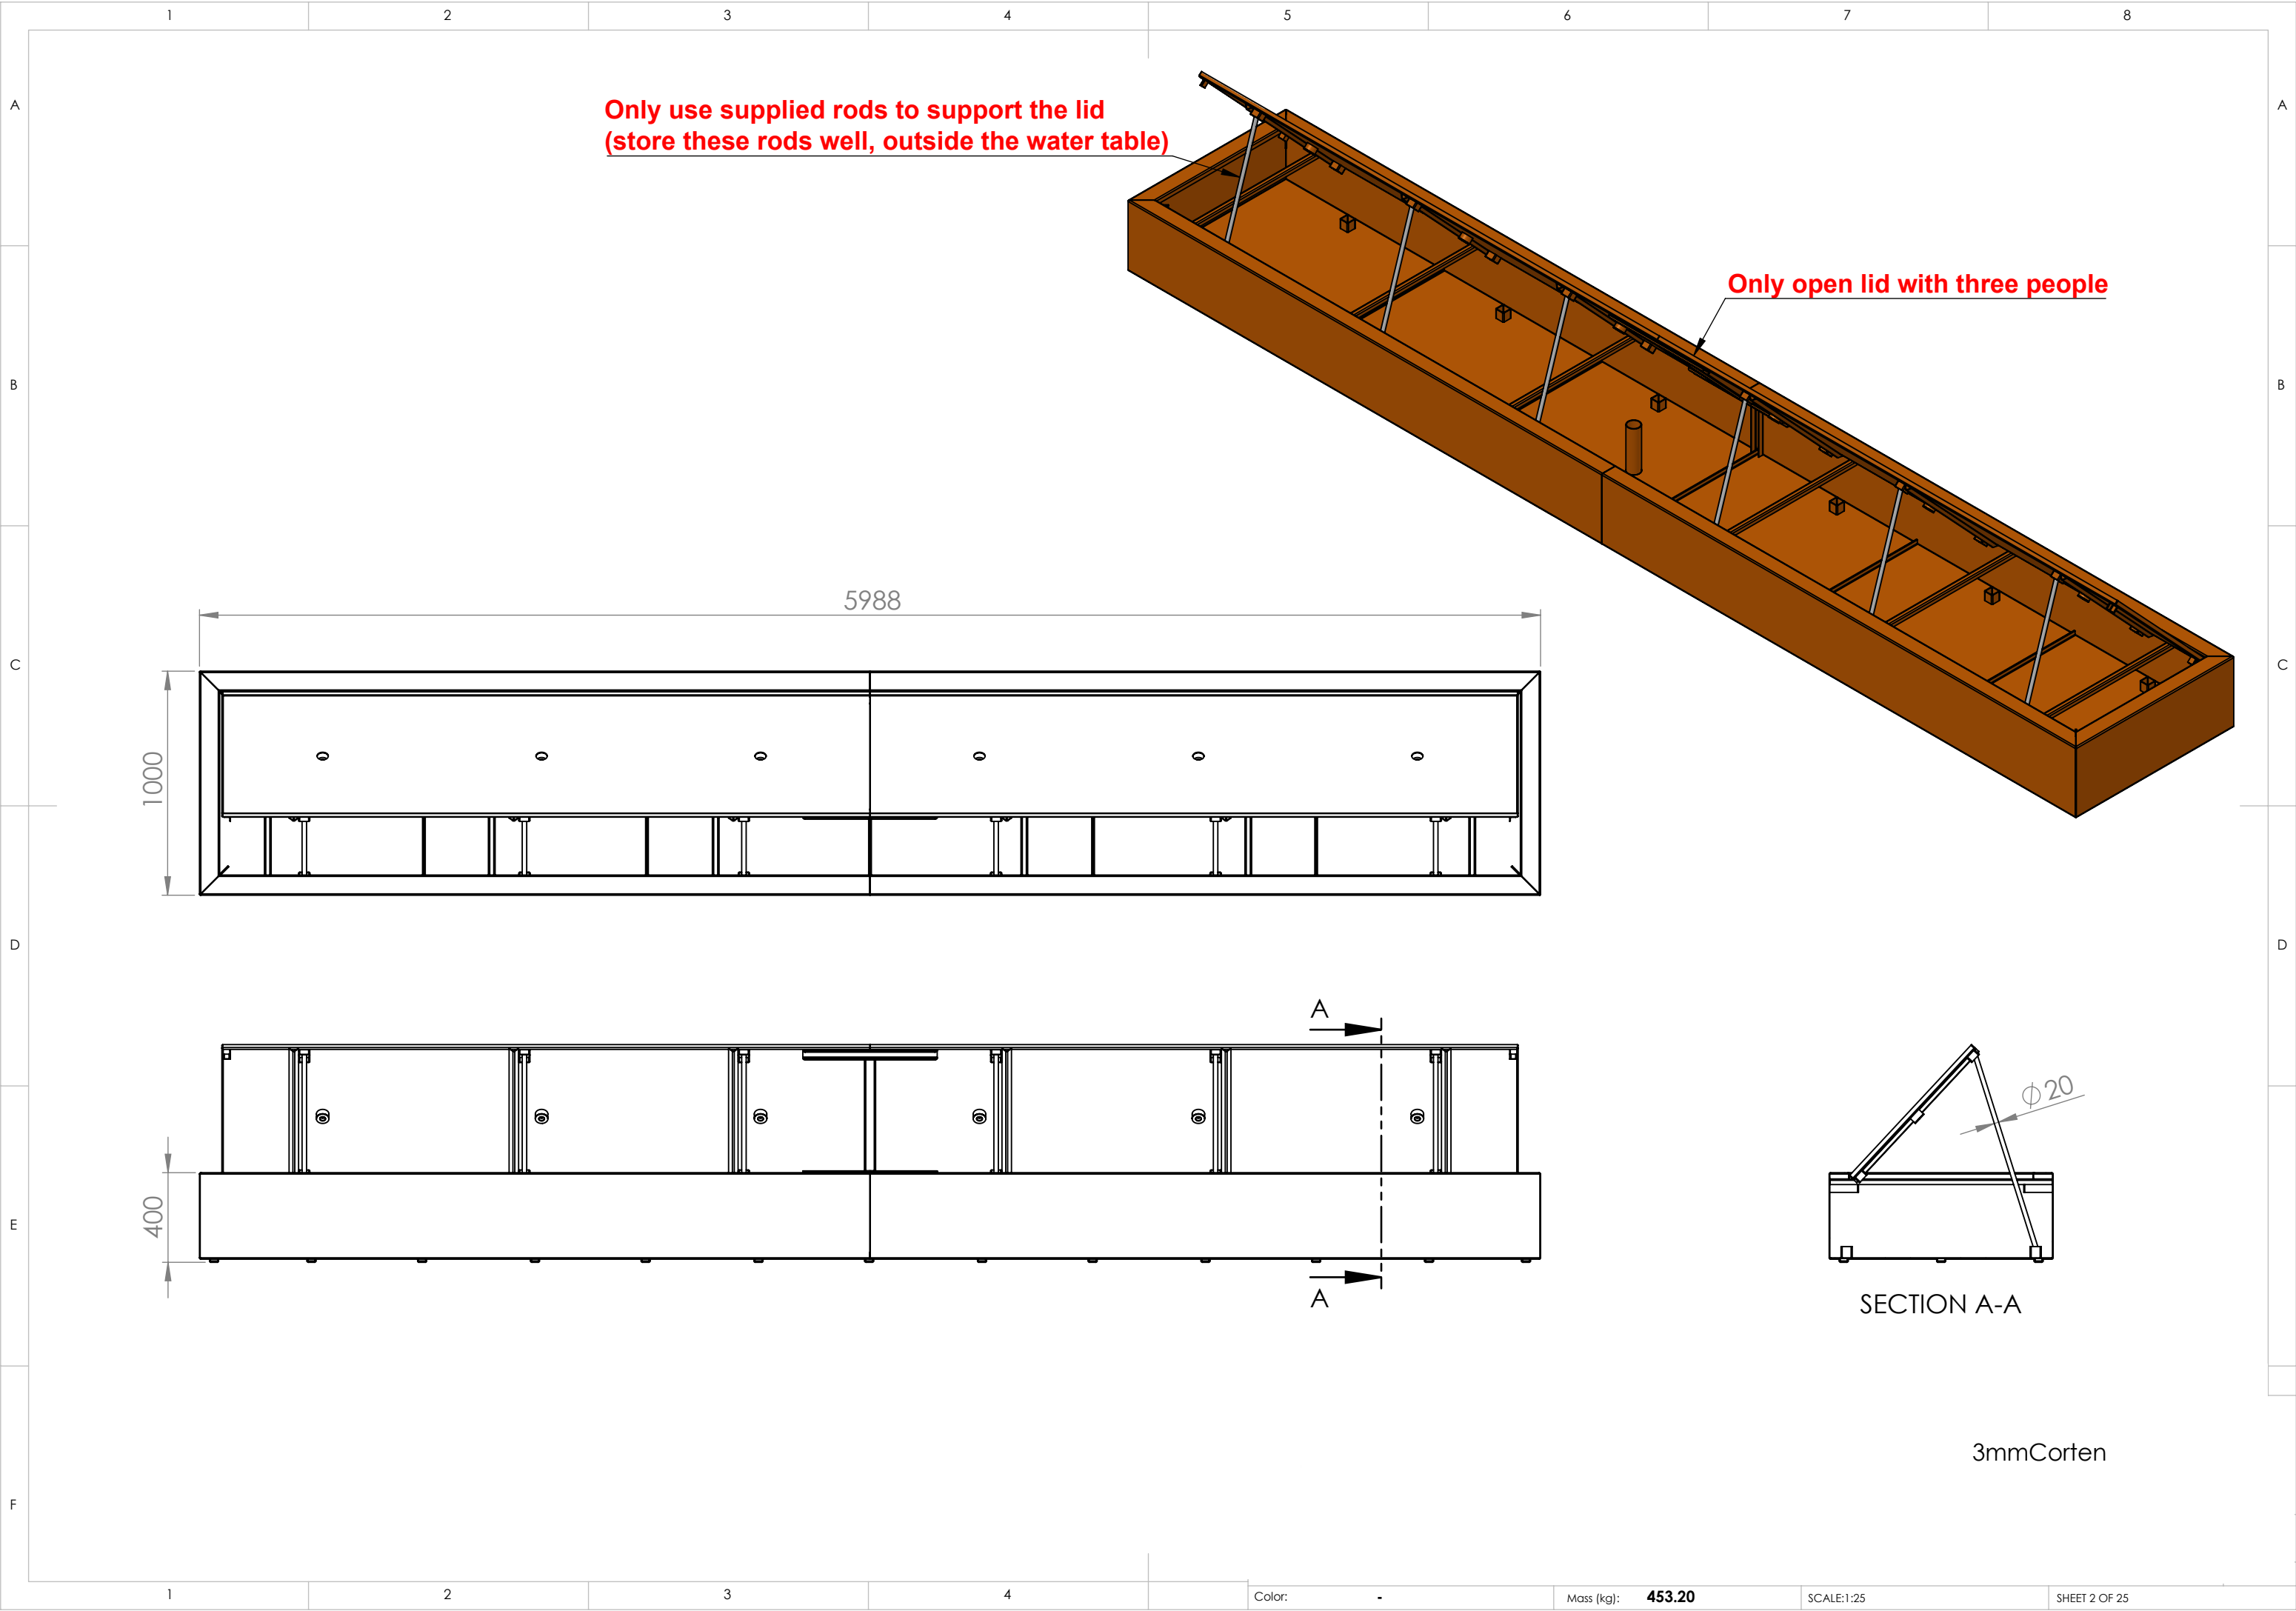 1 2 3 4 5 6 7 8
A A
Only use supplied rods to support the lid
(store these rods well, outside the water table)
Only open lid with three people
B B
5988
C C
1000
D D
A
⌀20
400
E E
A
SECTION A-A
3mmCorten
F
1 2 3 4
Color: - Mass (kg): 453.20 SCALE:1:25 SHEET 2 OF 25